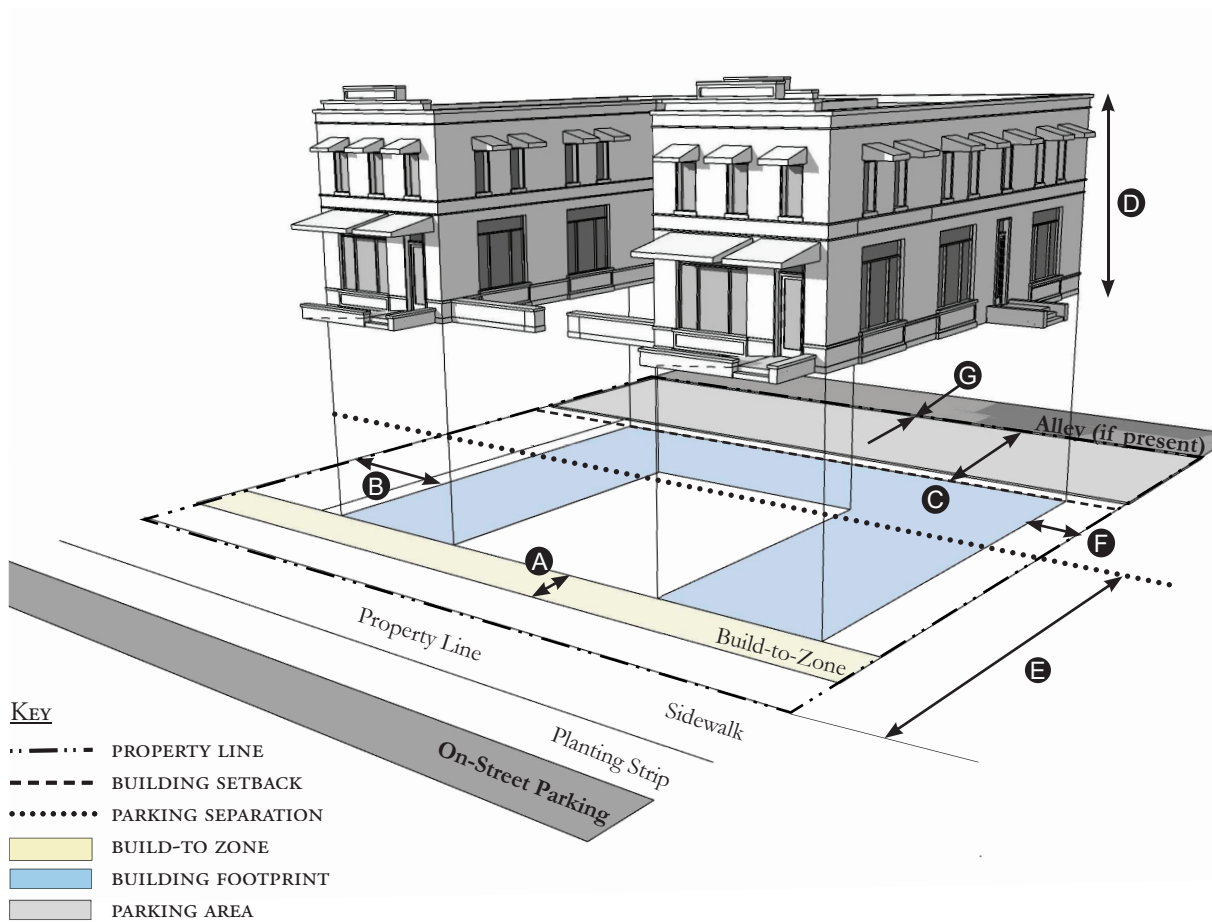 D
G
Alley (if present)
B
C
F
A
Property Line
Build-to-Zone
E
Sidewalk
Planting Strip
On-Street Parking
KEY
PROPERTY LINE
BUILDING SETBACK
PARKING SEPARATION
BUILD-TO ZONE
BUILDING FOOTPRINT
PARKING AREA